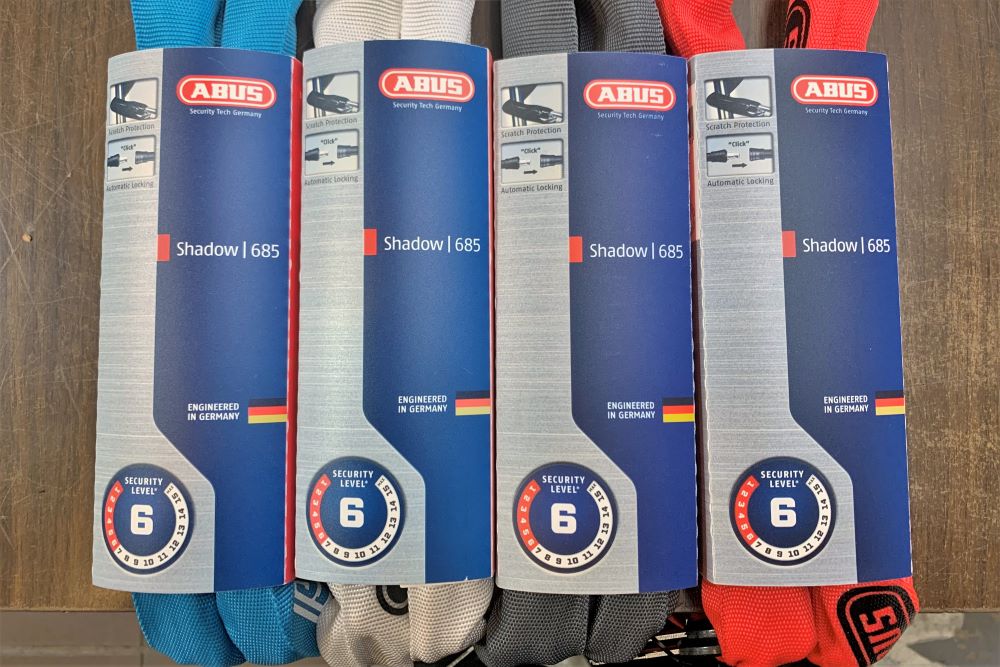 ABUS
Security Tech Germany
Scratch Protection
"Click"
Automatic Locking
Shadow | 685
ENGINEERED
IN GERMANY
SECURITY
LEVEL*
6
1 2 3 4 5 6 7 8 9 10 11 12 13 14 15
ABUS
Security Tech Germany
Scratch Protection
"Click"
Automatic Locking
Shadow | 685
ENGINEERED
IN GERMANY
SECURITY
LEVEL*
6
1 2 3 4 5 6 7 8 9 10 11 12 13 14 15
ABUS
Security Tech Germany
Scratch Protection
"Click"
Automatic Locking
Shadow | 685
ENGINEERED
IN GERMANY
SECURITY
LEVEL*
6
1 2 3 4 5 6 7 8 9 10 11 12 13 14 15
ABUS
Security Tech Germany
Scratch Protection
"Click"
Automatic Locking
Shadow | 685
ENGINEERED
IN GERMANY
SECURITY
LEVEL*
6
1 2 3 4 5 6 7 8 9 10 11 12 13 14 15